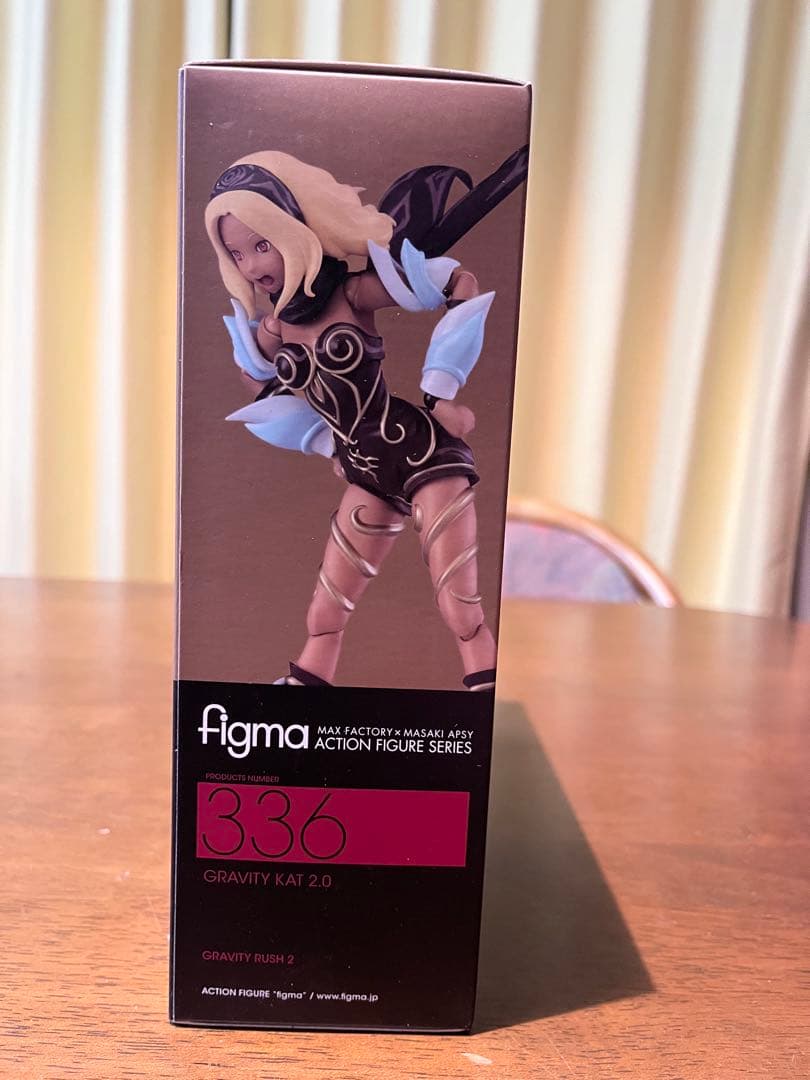 figma MAX FACTORY × MASAKI APSY
ACTION FIGURE SERIES
PRODUCTS NUMBER
336
GRAVITY KAT 2.0
GRAVITY RUSH 2
ACTION FIGURE "figma" / www.figma.jp